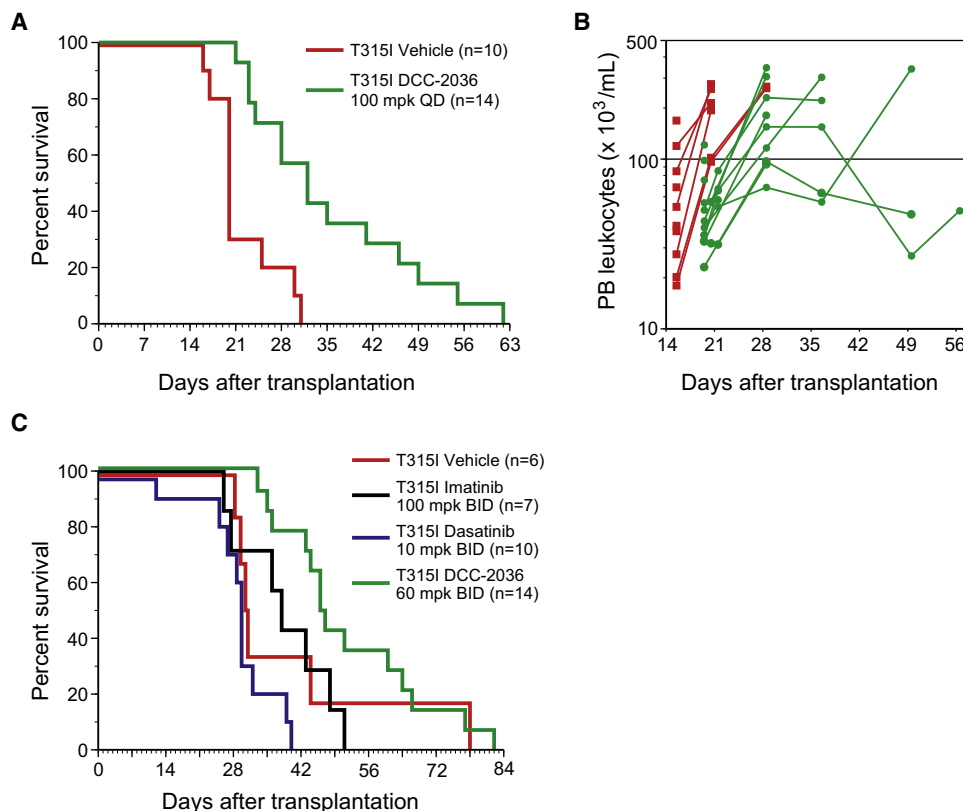 A
100
80
60
40
20
0
Percent survival
0 7 14 21 28 35 42 49 56 63
Days after transplantation
T315I Vehicle (n=10)
T315I DCC-2036
100 mpk QD (n=14)
B
500
100
10
PB leukocytes (x 10³/mL)
14 21 28 35 42 49 56
Days after transplantation
C
100
80
60
40
20
0
Percent survival
0 14 28 42 56 72 84
Days after transplantation
T315I Vehicle (n=6)
T315I Imatinib
100 mpk BID (n=7)
T315I Dasatinib
10 mpk BID (n=10)
T315I DCC-2036
60 mpk BID (n=14)